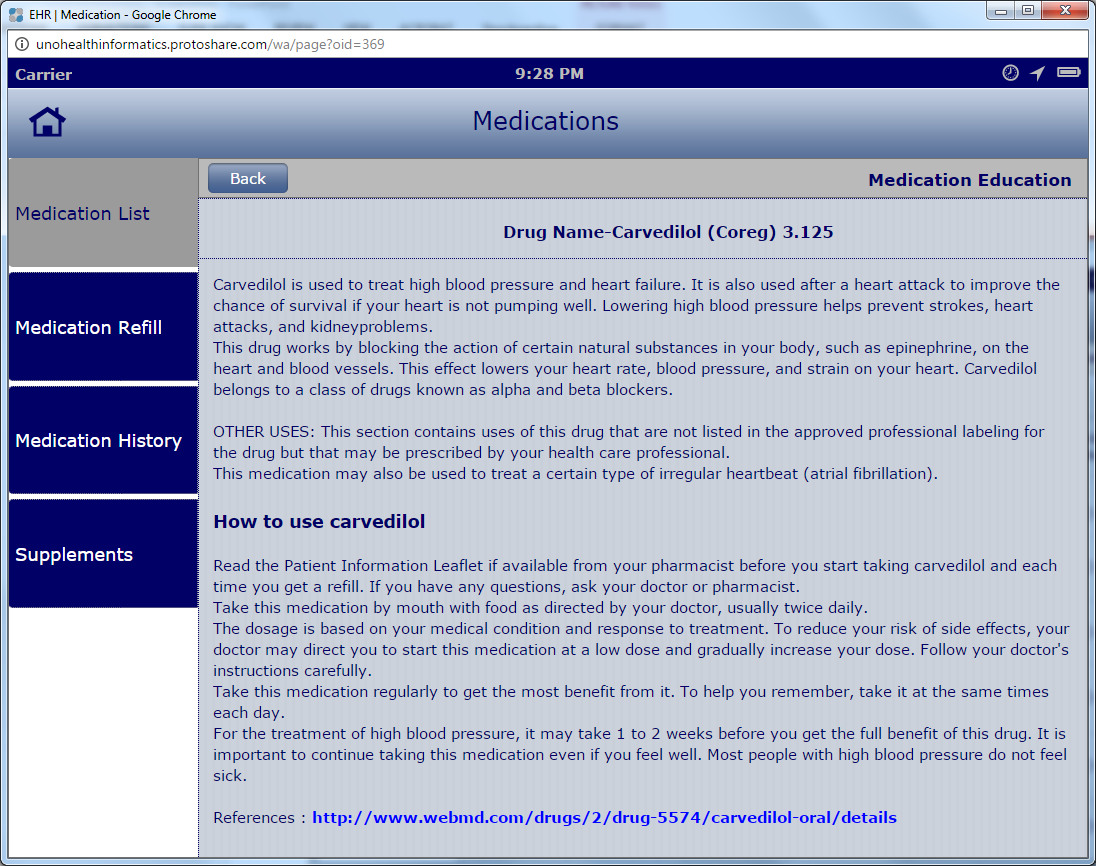 EHR | Medication - Google Chrome
unohealthinformatics.protoshare.com/wa/page?oid=369
Carrier
9:28 PM
Medications
Medication List
Medication Refill
Medication History
Supplements
Back
Medication Education
Drug Name-Carvedilol (Coreg) 3.125
Carvedilol is used to treat high blood pressure and heart failure. It is also used after a heart attack to improve the
chance of survival if your heart is not pumping well. Lowering high blood pressure helps prevent strokes, heart
attacks, and kidneyproblems.
This drug works by blocking the action of certain natural substances in your body, such as epinephrine, on the
heart and blood vessels. This effect lowers your heart rate, blood pressure, and strain on your heart. Carvedilol
belongs to a class of drugs known as alpha and beta blockers.
OTHER USES: This section contains uses of this drug that are not listed in the approved professional labeling for
the drug but that may be prescribed by your health care professional.
This medication may also be used to treat a certain type of irregular heartbeat (atrial fibrillation).
How to use carvedilol
Read the Patient Information Leaflet if available from your pharmacist before you start taking carvedilol and each
time you get a refill. If you have any questions, ask your doctor or pharmacist.
Take this medication by mouth with food as directed by your doctor, usually twice daily.
The dosage is based on your medical condition and response to treatment. To reduce your risk of side effects, your
doctor may direct you to start this medication at a low dose and gradually increase your dose. Follow your doctor's
instructions carefully.
Take this medication regularly to get the most benefit from it. To help you remember, take it at the same times
each day.
For the treatment of high blood pressure, it may take 1 to 2 weeks before you get the full benefit of this drug. It is
important to continue taking this medication even if you feel well. Most people with high blood pressure do not feel
sick.
References : http://www.webmd.com/drugs/2/drug-5574/carvedilol-oral/details